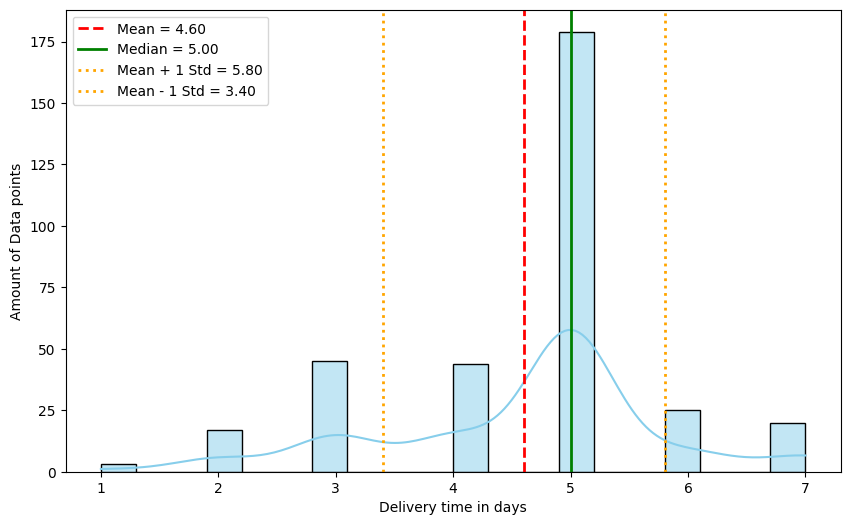 Mean = 4.60
Median = 5.00
Mean + 1 Std = 5.80
Mean - 1 Std = 3.40
175
150
125
100
75
50
25
0
Amount of Data points
1 2 3 4 5 6 7
Delivery time in days